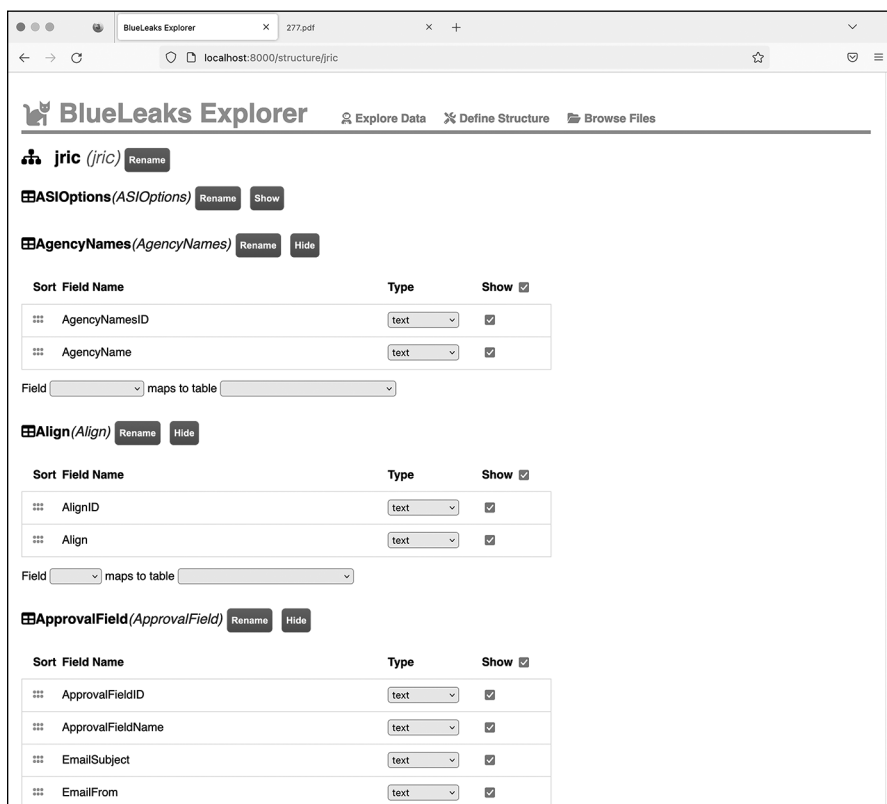 BlueLeaks Explorer × 277.pdf × +
localhost:8000/structure/jric
BlueLeaks Explorer Explore Data Define Structure Browse Files
jric (jric) Rename
ASIOptions(ASIOptions) Rename Show
AgencyNames(AgencyNames) Rename Hide
Sort Field Name Type Show
AgencyNamesID text
AgencyName text
Field maps to table
Align(Align) Rename Hide
Sort Field Name Type Show
AlignID text
Align text
Field maps to table
ApprovalField(ApprovalField) Rename Hide
Sort Field Name Type Show
ApprovalFieldID text
ApprovalFieldName text
EmailSubject text
EmailFrom text